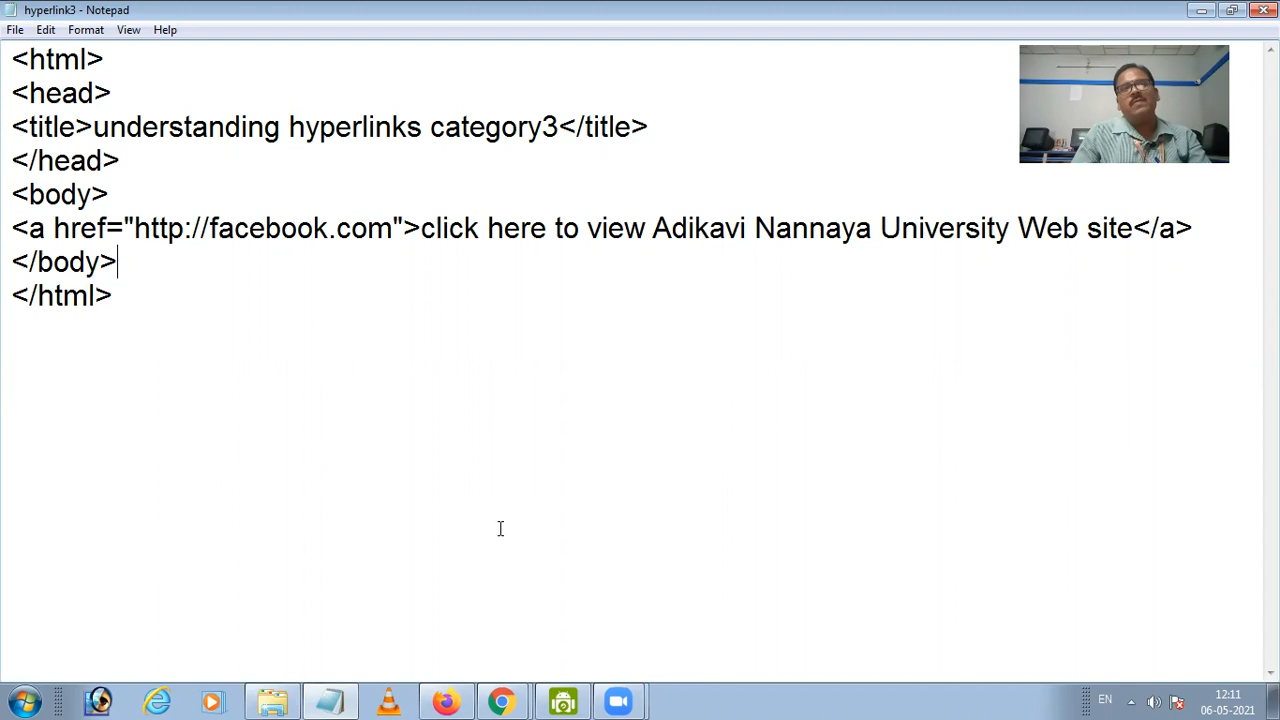 hyperlink3 - Notepad
File Edit Format View Help
<html>
<head>
<title>understanding hyperlinks category3</title>
</head>
<body>
<a href="http://facebook.com">click here to view Adikavi Nannaya University Web site</a>
</body>
</html>
EN
12:11
06-05-2021